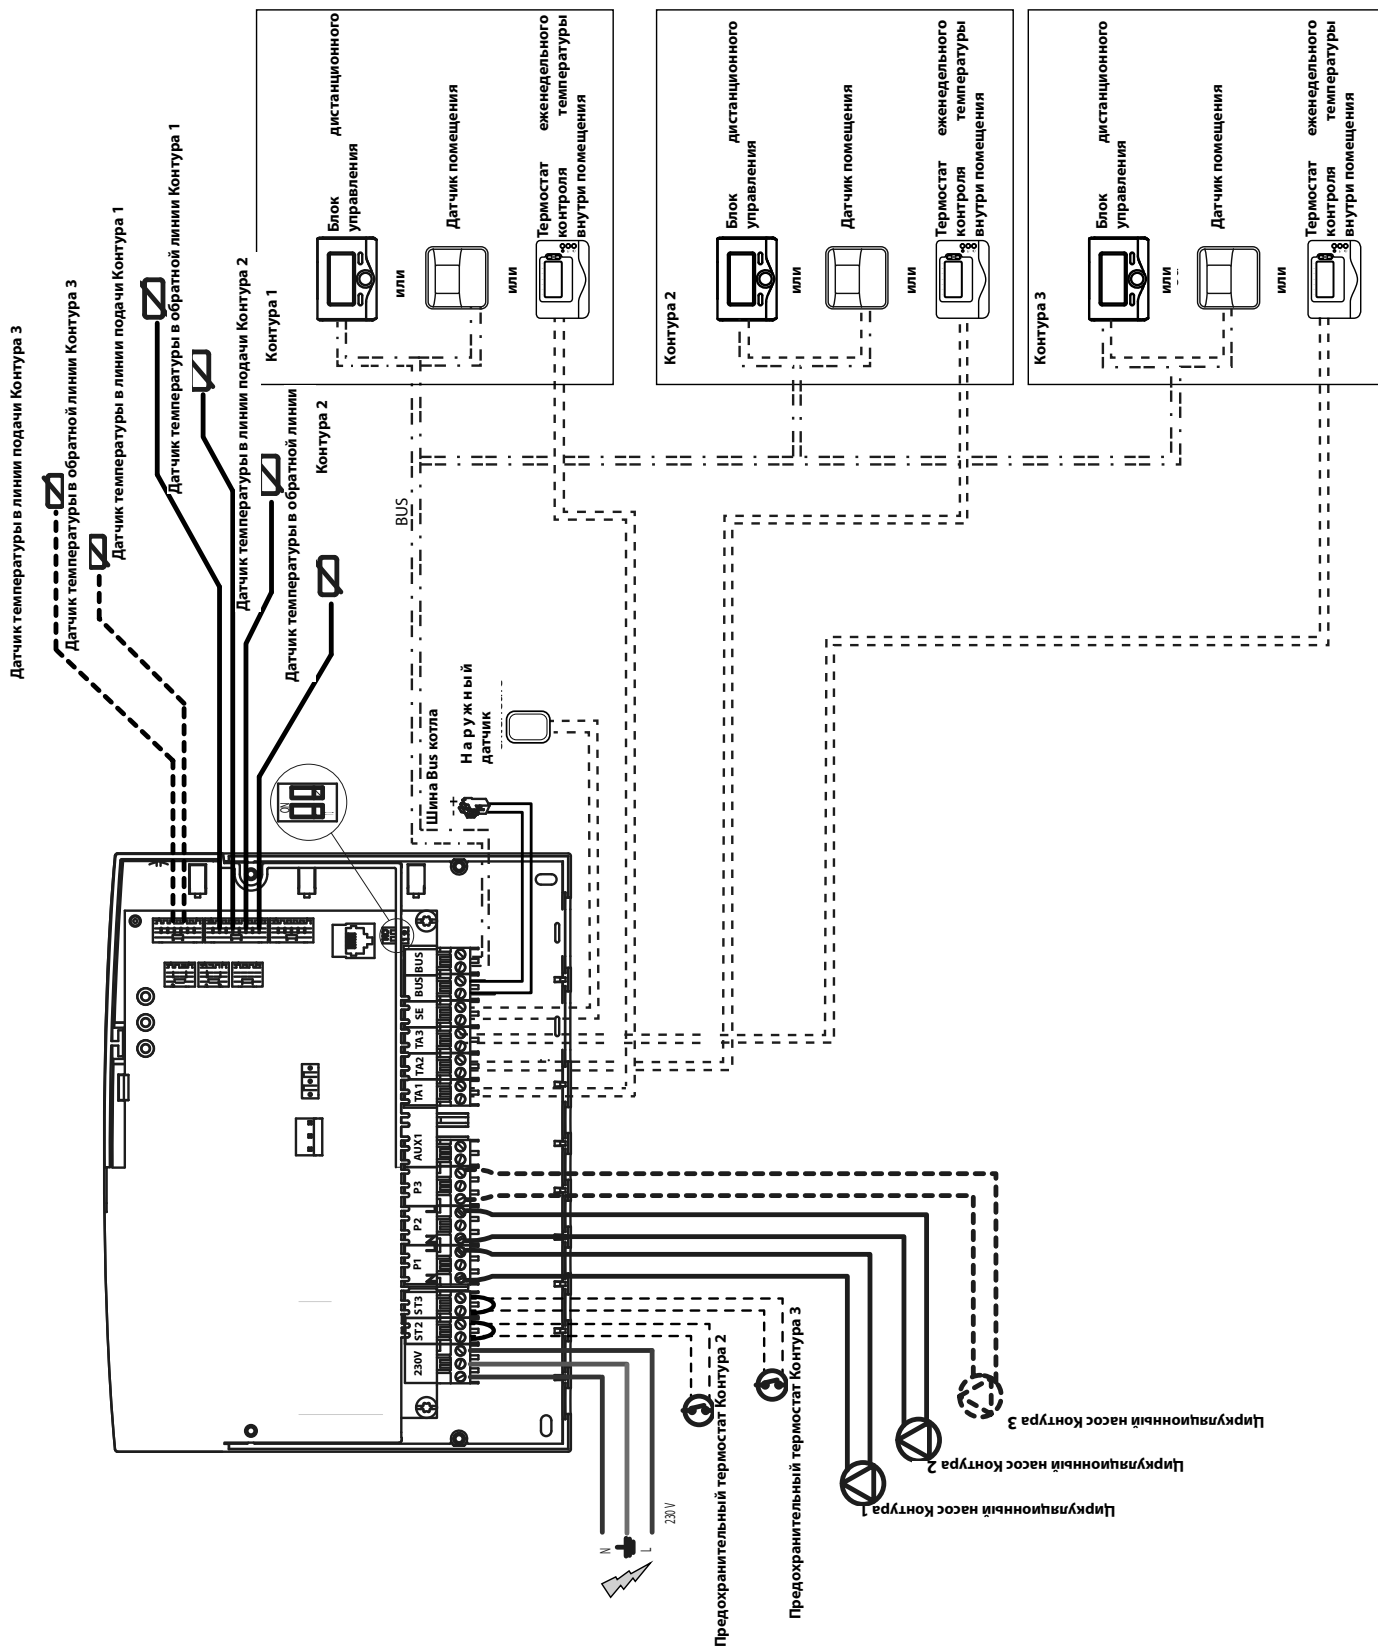 Датчик температуры в линии подачи Контура 3
Датчик температуры в обратной линии Контура 3
Датчик температуры в линии подачи Контура 1
Датчик температуры в обратной линии Контура 1
Датчик температуры в линии подачи Контура 2
Датчик температуры в обратной линии
Контура 2
Контура 1
Блок дистанционного
управления
или
Датчик помещения
или
Термостат еженедельного
контроля температуры
внутри помещения
Контура 2
Блок дистанционного
управления
или
Датчик помещения
или
Термостат еженедельного
контроля температуры
внутри помещения
Контура 3
Блок дистанционного
управления
или
Датчик помещения
или
Термостат еженедельного
контроля температуры
внутри помещения
BUS
Шина Bus котла
- +
Наружный
датчик
ON
230V
ST2
ST3
P1
P2
P3
AUX1
TA1
TA2
TA3
SE
BUS
BUS
N
L
N
L
N
L
230 V
Предохранительный термостат Контура 2
Предохранительный термостат Контура 3
Циркуляционный насос Контура 1
Циркуляционный насос Контура 2
Циркуляционный насос Контура 3